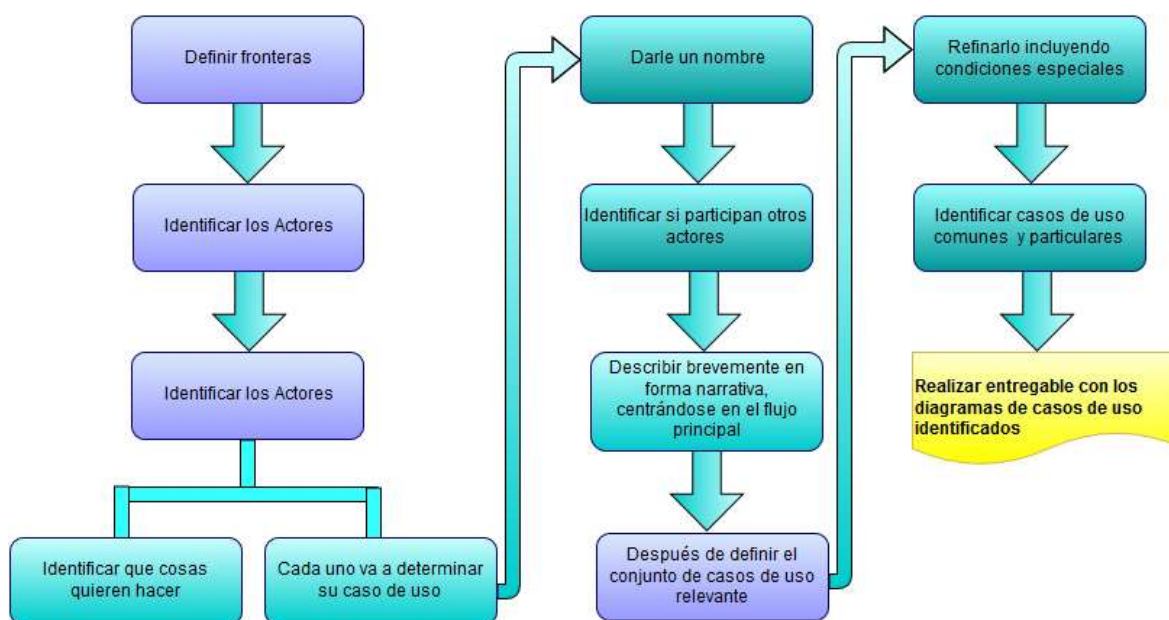 Definir fronteras
Identificar los Actores
Identificar los Actores
Identificar que cosas
quieren hacer
Cada uno va a determinar
su caso de uso
Darle un nombre
Identificar si participan otros
actores
Describir brevemente en
forma narrativa,
centrándose en el flujo
principal
Después de definir el
conjunto de casos de uso
relevante
Refinarlo incluyendo
condiciones especiales
Identificar casos de uso
comunes y particulares
Realizar entregable con los
diagramas de casos de uso
identificados